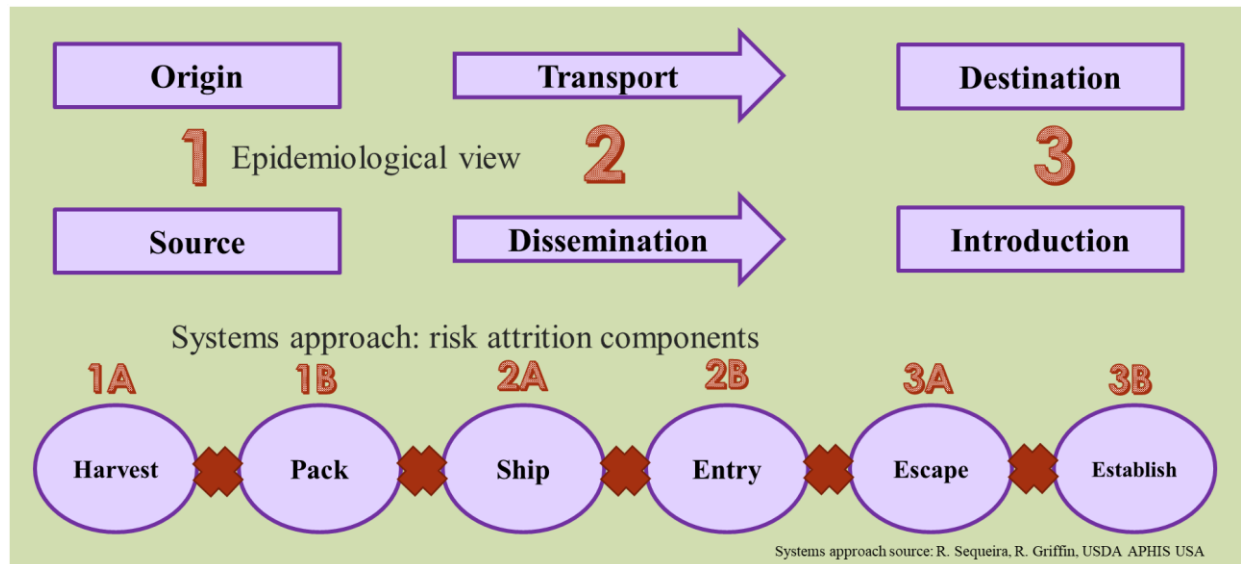 Origin
Transport
Destination
1
Epidemiological view
2
3
Source
Dissemination
Introduction
Systems approach: risk attrition components
1A
1B
2A
2B
3A
3B
Harvest
Pack
Ship
Entry
Escape
Establish
Systems approach source: R. Sequeira, R. Griffin, USDA APHIS USA